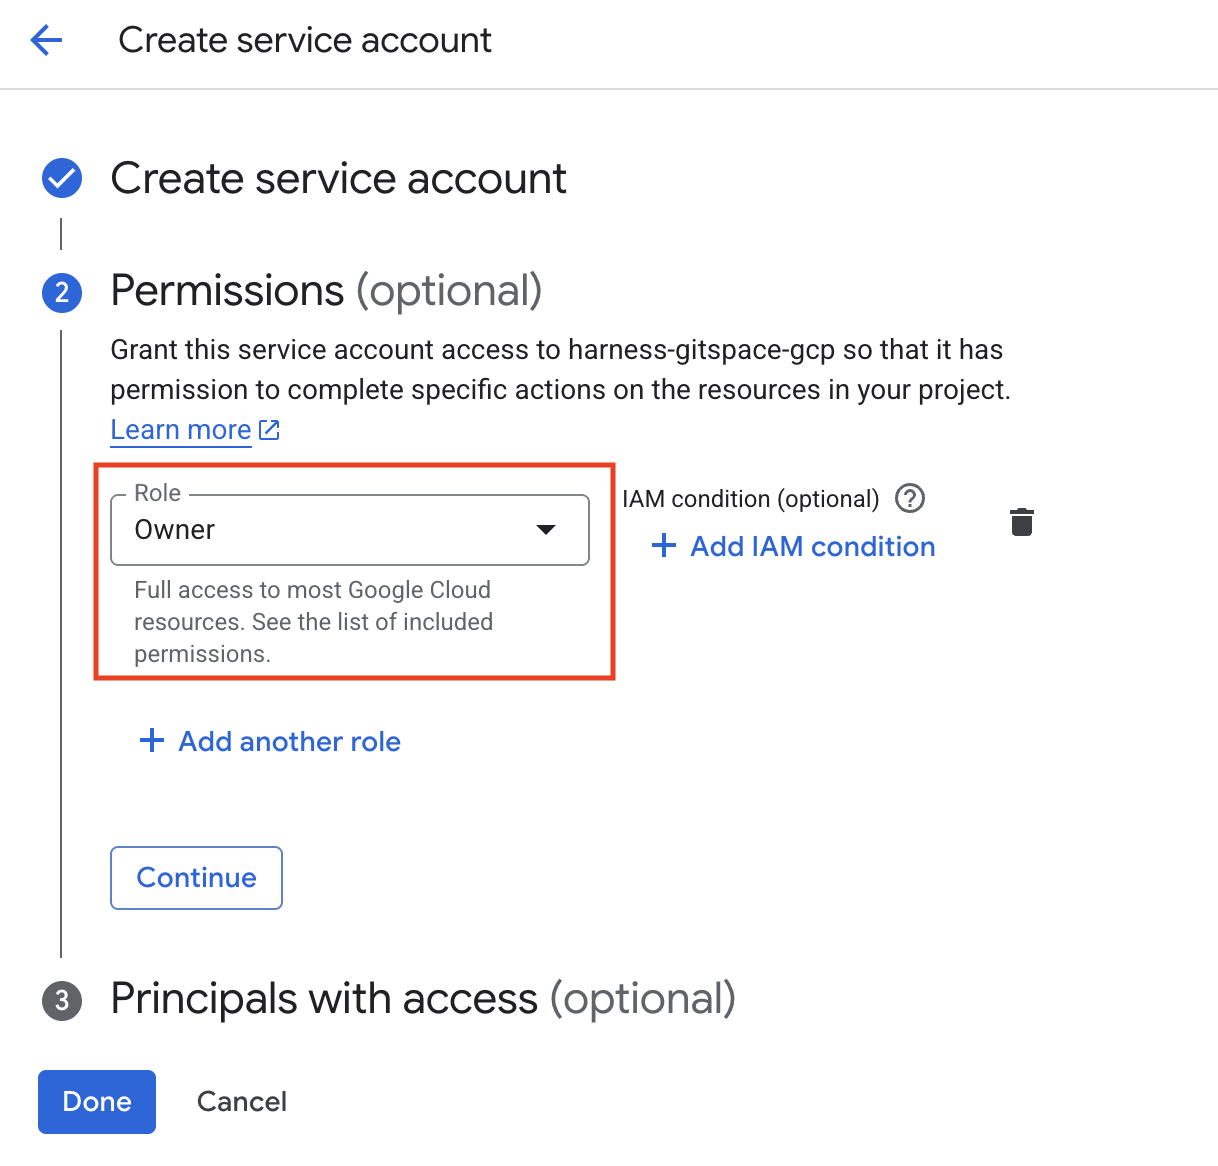 Create service account
Create service account
2
Permissions (optional)
Grant this service account access to harness-gitspace-gcp so that it has
permission to complete specific actions on the resources in your project.
Learn more
Role
Owner
Full access to most Google Cloud
resources. See the list of included
permissions.
IAM condition (optional) ?
+ Add IAM condition
+ Add another role
Continue
3
Principals with access (optional)
Done
Cancel